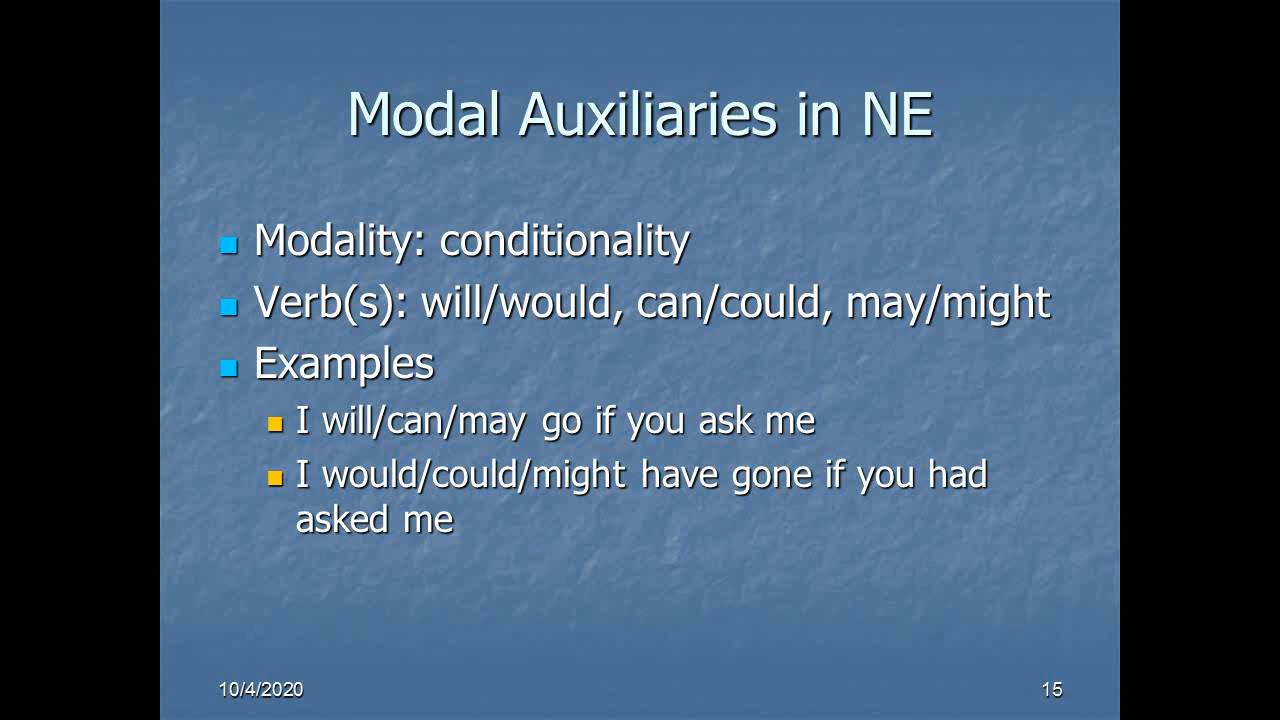 Modal Auxiliaries in NE
Modality: conditionality
Verb(s): will/would, can/could, may/might
Examples
I will/can/may go if you ask me
I would/could/might have gone if you had
asked me
10/4/2020
15